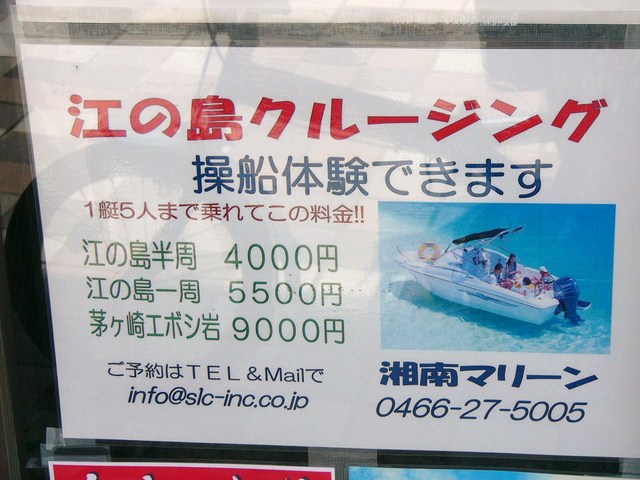 江の島クルージング
操船体験できます
1艇5人まで乗れてこの料金!!
江の島半周 4000円
江の島一周 5500円
茅ヶ崎エボシ岩 9000円
ご予約はTEL&Mailで
info@slc-inc.co.jp
湘南マリーン
0466-27-5005